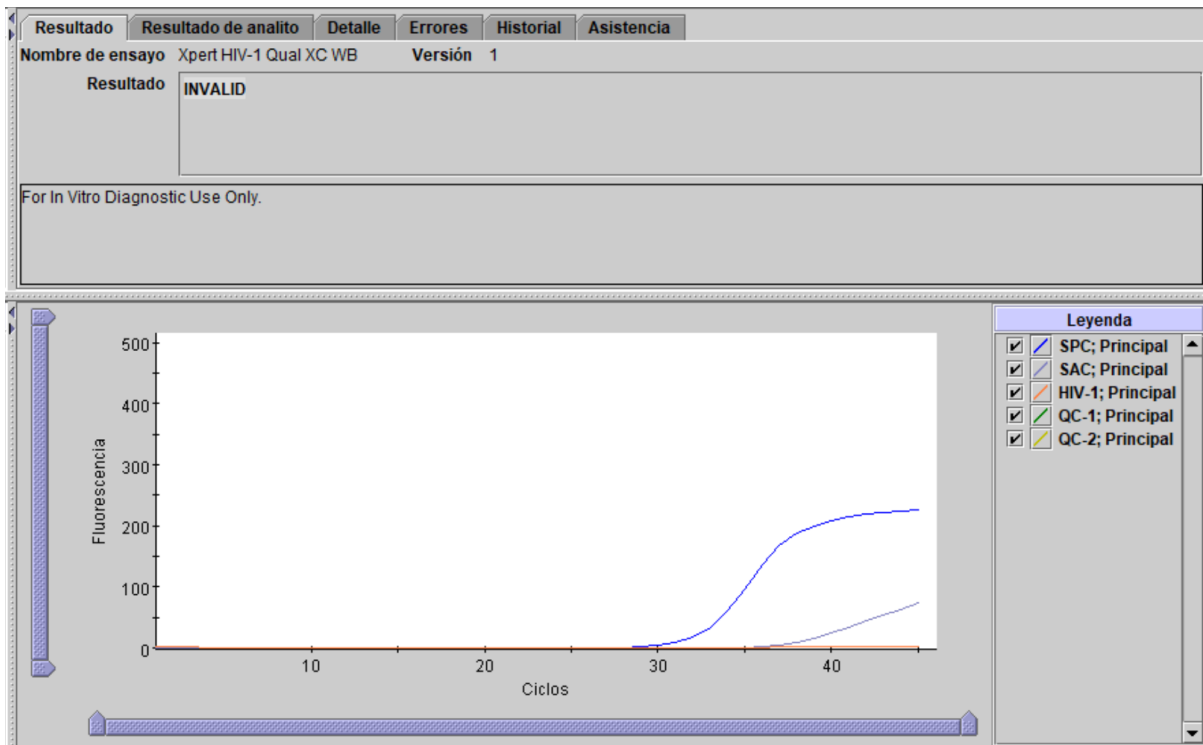 Resultado Resultado de analito Detalle Errores Historial Asistencia
Nombre de ensayo Xpert HIV-1 Qual XC WB Versión 1
Resultado INVALID
For In Vitro Diagnostic Use Only.
Leyenda
SPC; Principal
SAC; Principal
HIV-1; Principal
QC-1; Principal
QC-2; Principal
Fluorescencia
500
400
300
200
100
0
10 20 30 40
Ciclos